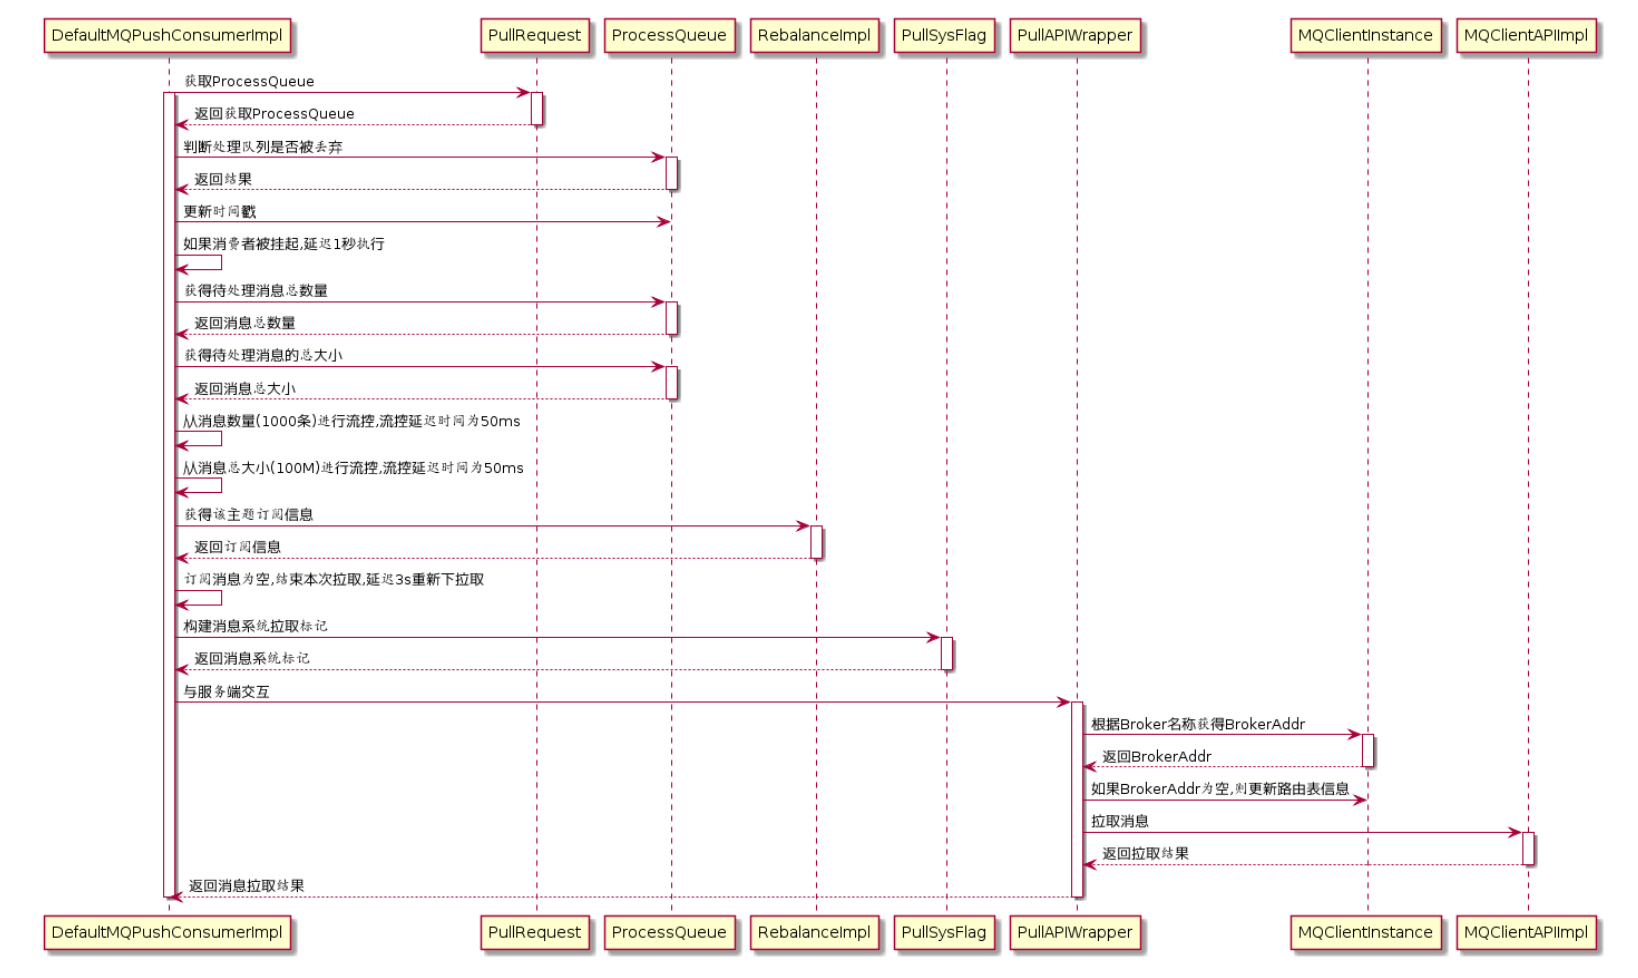 DefaultMQPushConsumerImpl
PullRequest
ProcessQueue
RebalanceImpl
PullSysFlag
PullAPIWrapper
MQClientInstance
MQClientAPIImpl
获取ProcessQueue
返回获取ProcessQueue
判断处理队列是否被丢弃
返回结果
更新时间戳
如果消费者被挂起,延迟1秒执行
获得待处理消息总数量
返回消息总数量
获得待处理消息的总大小
返回消息总大小
从消息数量(1000条)进行流控,流控延迟时间为50ms
从消息总大小(100M)进行流控,流控延迟时间为50ms
获得该主题订阅信息
返回订阅信息
订阅消息为空,结束本次拉取,延迟3s重新下拉取
构建消息系统拉取标记
返回消息系统标记
与服务端交互
根据Broker名称获得BrokerAddr
返回BrokerAddr
如果BrokerAddr为空,则更新路由表信息
拉取消息
返回拉取结果
返回消息拉取结果
DefaultMQPushConsumerImpl
PullRequest
ProcessQueue
RebalanceImpl
PullSysFlag
PullAPIWrapper
MQClientInstance
MQClientAPIImpl